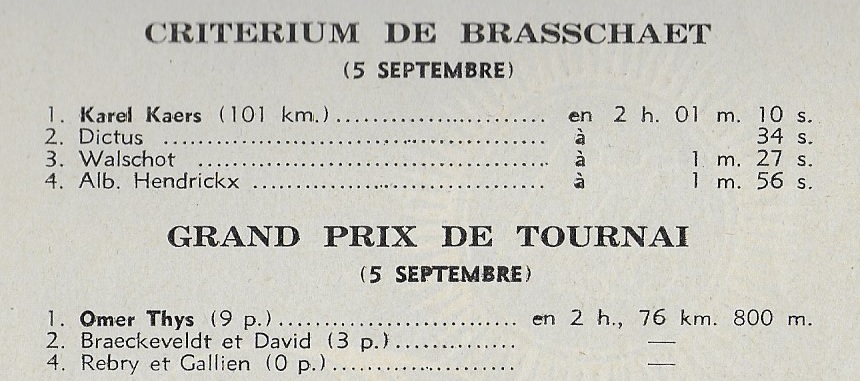 CRITERIUM DE BRASSCHAET
(5 SEPTEMBRE)
1. Karel Kaers (101 km.)........................ en 2 h. 01 m. 10 s.
2. Dictus ........................................... à 34 s.
3. Walschot ....................................... à 1 m. 27 s.
4. Alb. Hendrickx ................................. à 1 m. 56 s.
GRAND PRIX DE TOURNAI
(5 SEPTEMBRE)
1. Omer Thys (9 p.)........................... en 2 h., 76 km. 800 m.
2. Braeckeveldt et David (3 p.)............. —
4. Rebry et Gallien (0 p.).................... —